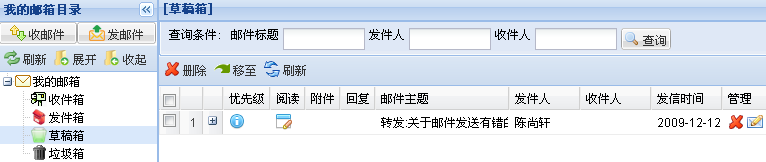 我的邮箱目录
收邮件 发邮件
刷新 展开 收起
我的邮箱
收件箱
发件箱
草稿箱
垃圾箱
[草稿箱]
查询条件: 邮件标题 发件人 收件人 查询
删除 移至 刷新
优先级 阅读 附件 回复 邮件主题 发件人 收件人 发信时间 管理
1 转发:关于邮件发送有错 陈尚轩 2009-12-12